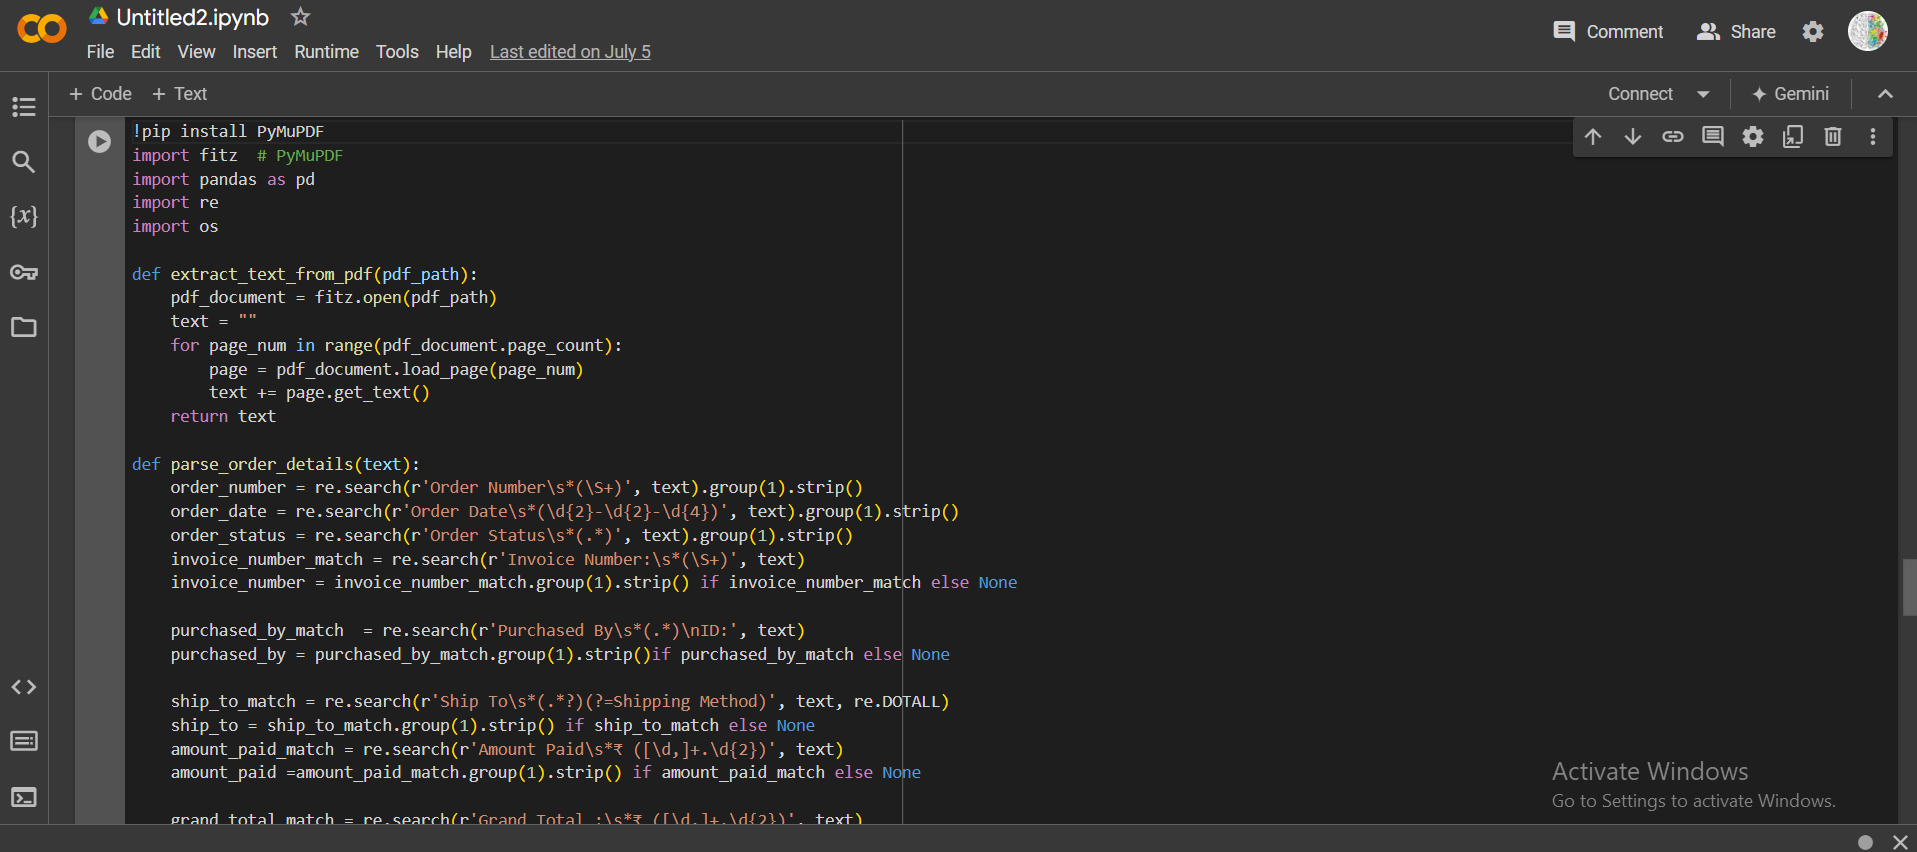 Untitled2.ipynb
File Edit View Insert Runtime Tools Help Last edited on July 5
Comment Share
+ Code + Text
Connect Gemini
!pip install PyMuPDF
import fitz  # PyMuPDF
import pandas as pd
import re
import os
def extract_text_from_pdf(pdf_path):
    pdf_document = fitz.open(pdf_path)
    text = ""
    for page_num in range(pdf_document.page_count):
        page = pdf_document.load_page(page_num)
        text += page.get_text()
    return text
def parse_order_details(text):
    order_number = re.search(r'Order Number\s*(\S+)', text).group(1).strip()
    order_date = re.search(r'Order Date\s*(\d{2}-\d{2}-\d{4})', text).group(1).strip()
    order_status = re.search(r'Order Status\s*(.*)', text).group(1).strip()
    invoice_number_match = re.search(r'Invoice Number:\s*(\S+)', text)
    invoice_number = invoice_number_match.group(1).strip() if invoice_number_match else None
    purchased_by_match  = re.search(r'Purchased By\s*(.*)\nID:', text)
    purchased_by = purchased_by_match.group(1).strip()if purchased_by_match else None
    ship_to_match = re.search(r'Ship To\s*(.*?)(?=Shipping Method)', text, re.DOTALL)
    ship_to = ship_to_match.group(1).strip() if ship_to_match else None
    amount_paid_match = re.search(r'Amount Paid\s*₹ ([\d,]+.\d{2})', text)
    amount_paid =amount_paid_match.group(1).strip() if amount_paid_match else None
    grand_total_match = re.search(r'Grand Total :\s*₹ ([\d,]+.\d{2})', text)
{x}
Activate Windows
Go to Settings to activate Windows.